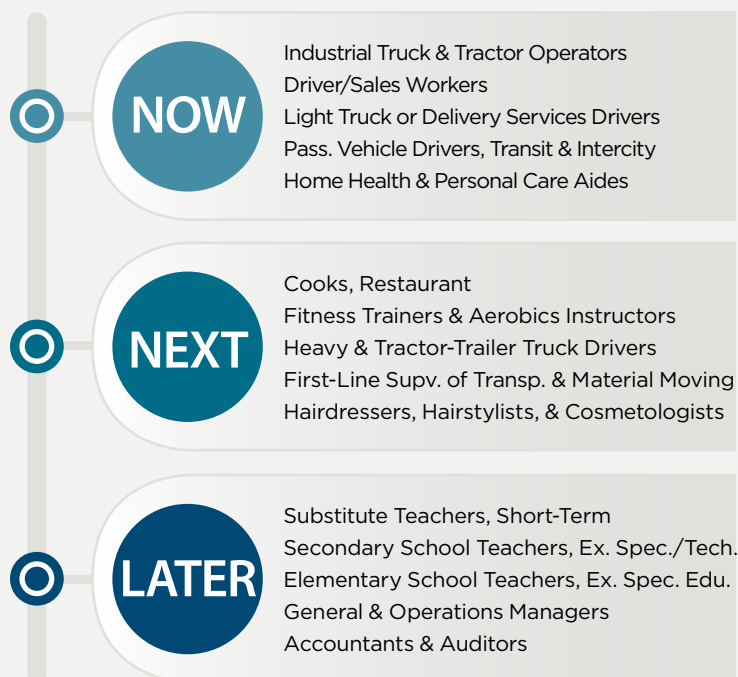 NOW
Industrial Truck & Tractor Operators
Driver/Sales Workers
Light Truck or Delivery Services Drivers
Pass. Vehicle Drivers, Transit & Intercity
Home Health & Personal Care Aides
NEXT
Cooks, Restaurant
Fitness Trainers & Aerobics Instructors
Heavy & Tractor-Trailer Truck Drivers
First-Line Supv. of Transp. & Material Moving
Hairdressers, Hairstylists, & Cosmetologists
LATER
Substitute Teachers, Short-Term
Secondary School Teachers, Ex. Spec./Tech.
Elementary School Teachers, Ex. Spec. Edu.
General & Operations Managers
Accountants & Auditors